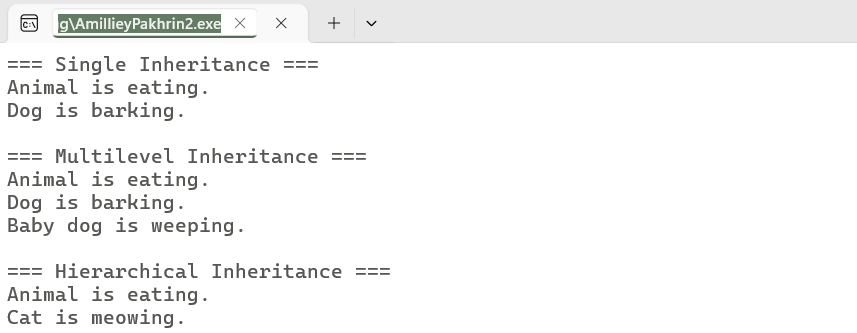 g\AmillieyPakhrin2.exe
=== Single Inheritance ===
Animal is eating.
Dog is barking.
=== Multilevel Inheritance ===
Animal is eating.
Dog is barking.
Baby dog is weeping.
=== Hierarchical Inheritance ===
Animal is eating.
Cat is meowing.